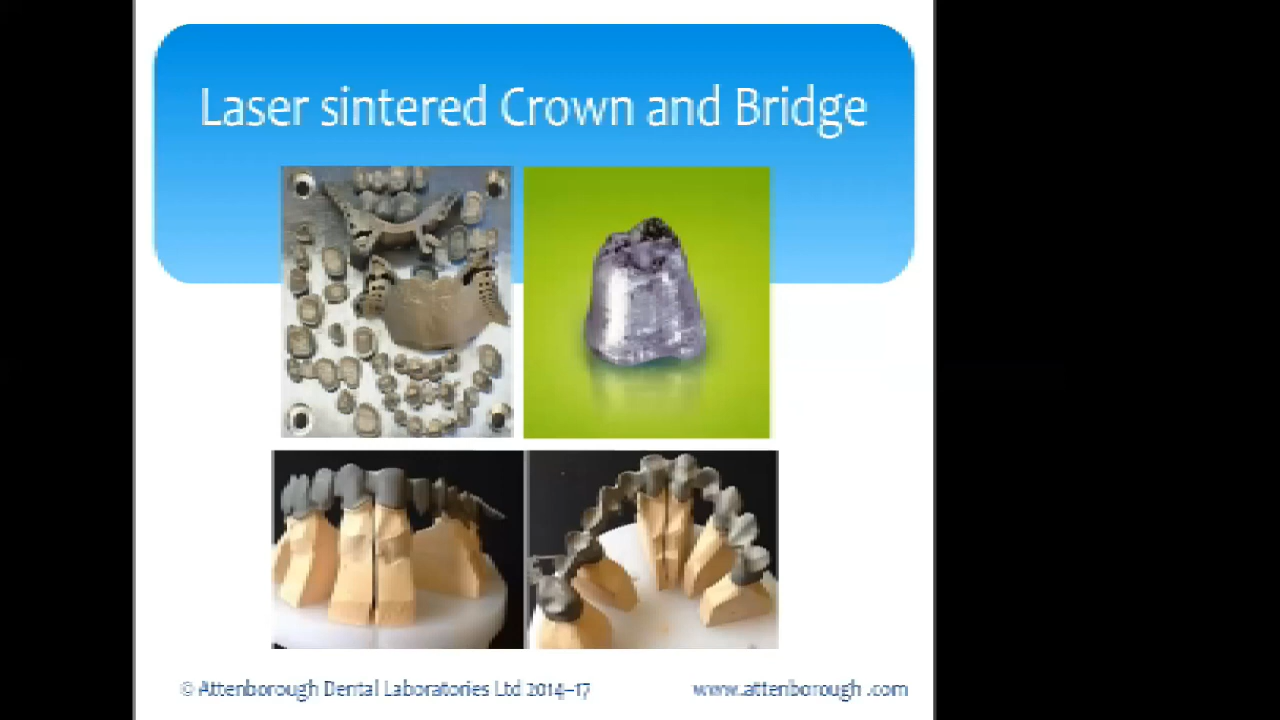 Laser sintered Crown and Bridge
© Attenborough Dental Laboratories Ltd 2014-17
www.attenborough .com